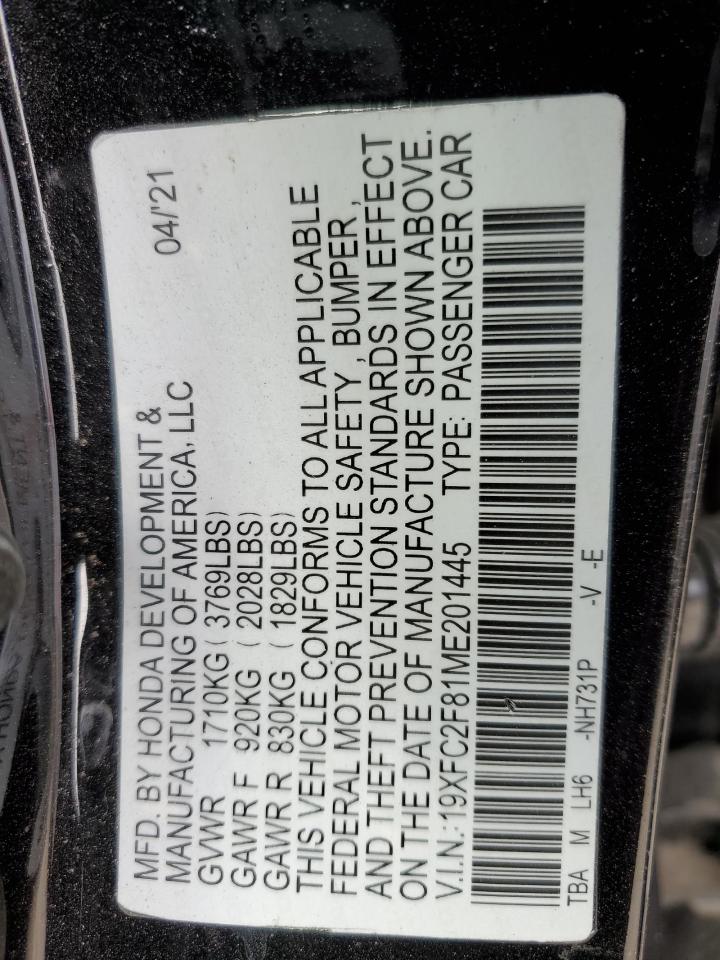 MFD. BY HONDA DEVELOPMENT &
MANUFACTURING OF AMERICA, LLC 04/'21
GVWR 1710KG ( 3769LBS)
GAWR F 920KG ( 2028LBS)
GAWR R 830KG ( 1829LBS)
THIS VEHICLE CONFORMS TO ALL APPLICABLE
FEDERAL MOTOR VEHICLE SAFETY , BUMPER ,
AND THEFT PREVENTION STANDARDS IN EFFECT
ON THE DATE OF MANUFACTURE SHOWN ABOVE.
V.I.N.:19XFC2F81ME201445 TYPE: PASSENGER CAR
TBA M LH6 -NH731P -V -E